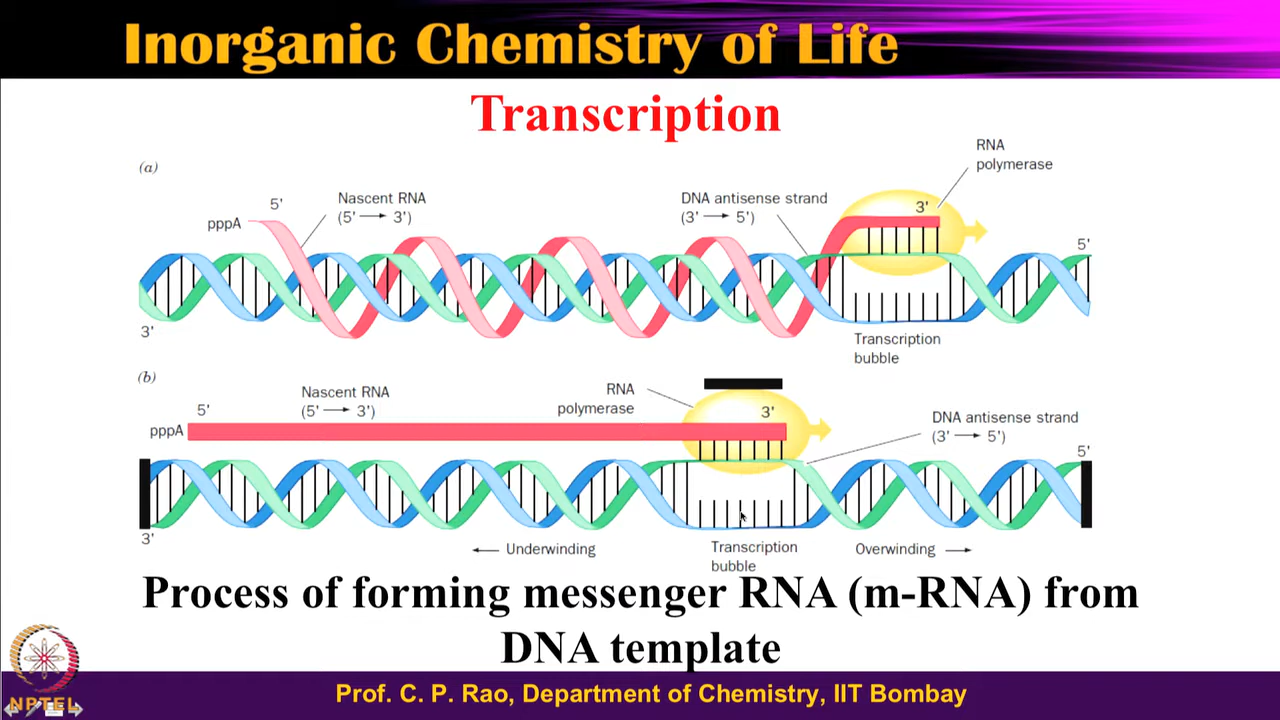 Inorganic Chemistry of Life
Transcription
(a)
RNA
polymerase
5'
Nascent RNA
(5' → 3')
pppA
DNA antisense strand
(3' → 5')
3'
5'
3'
Transcription
bubble
(b)
Nascent RNA
(5' → 3')
5'
pppA
RNA
polymerase
3'
DNA antisense strand
(3' → 5')
5'
3'
← Underwinding
Transcription
bubble
Overwinding →
Process of forming messenger RNA (m-RNA) from
DNA template
NPTEL
Prof. C. P. Rao, Department of Chemistry, IIT Bombay